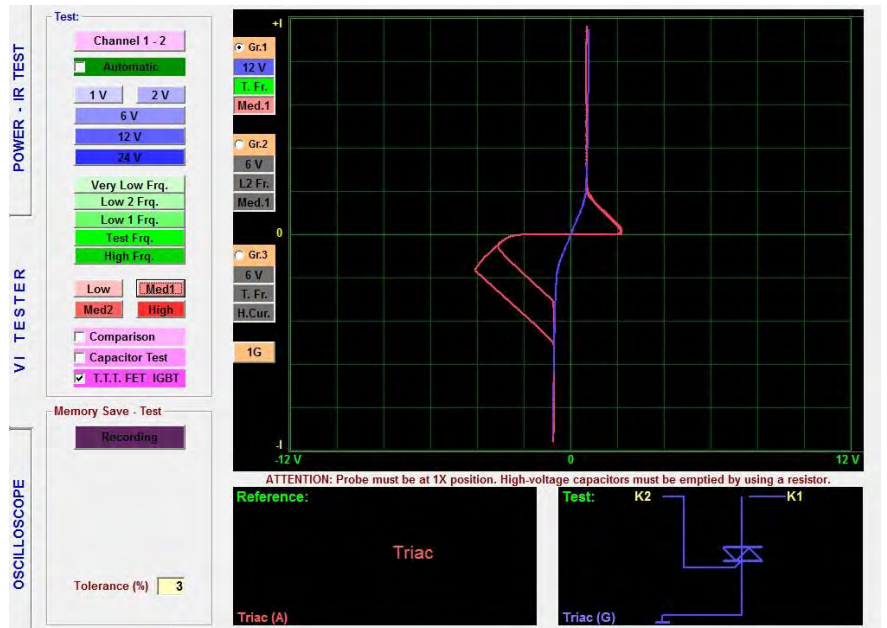 POWER - IR TEST
VI TESTER
OSCILLOSCOPE
Test:
Channel 1 - 2
Automatic
1 V
2 V
6 V
12 V
24 V
Very Low Frq.
Low 2 Frq.
Low 1 Frq.
Test Frq.
High Frq.
Low
Med1
Med2
High
Comparison
Capacitor Test
T.T.T. FET IGBT
Memory Save - Test
Recording
Tolerance (%)
3
Gr.1
12 V
T. Fr.
Med.1
Gr.2
6 V
L2 Fr.
Med.1
Gr.3
6 V
T. Fr.
H.Cur.
1G
+I
0
-I
-12 V
0
12 V
ATTENTION: Probe must be at 1X position. High-voltage capacitors must be emptied by using a resistor.
Reference:
Triac
Triac (A)
Test:
K2
K1
Triac (G)